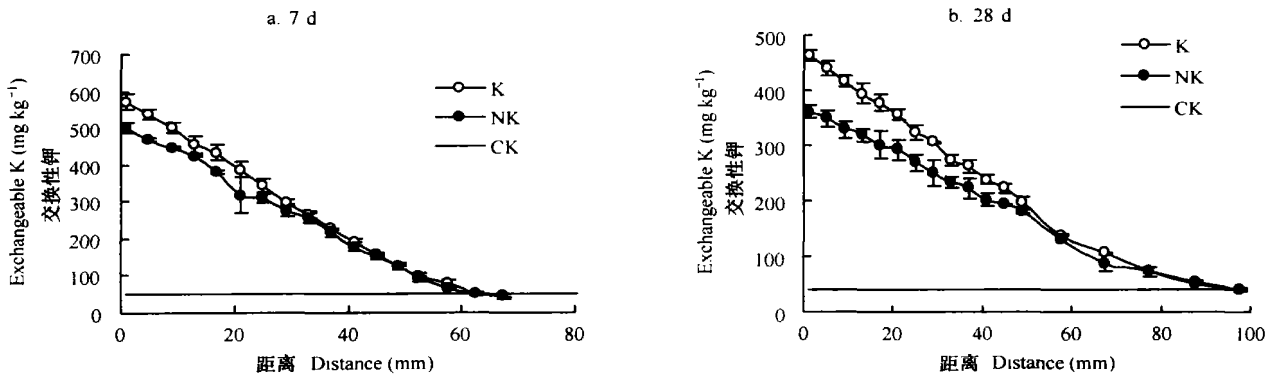 a. 7 d
700
600
500
400
300
200
100
0
0 20 40 60 80
Exchangeable K (mg kg⁻¹)
交换性钾
距离 Distance (mm)
K
NK
CK
b. 28 d
500
400
300
200
100
0
0 20 40 60 80 100
Exchangeable K (mg kg⁻¹)
交换性钾
距离 Distance (mm)
K
NK
CK